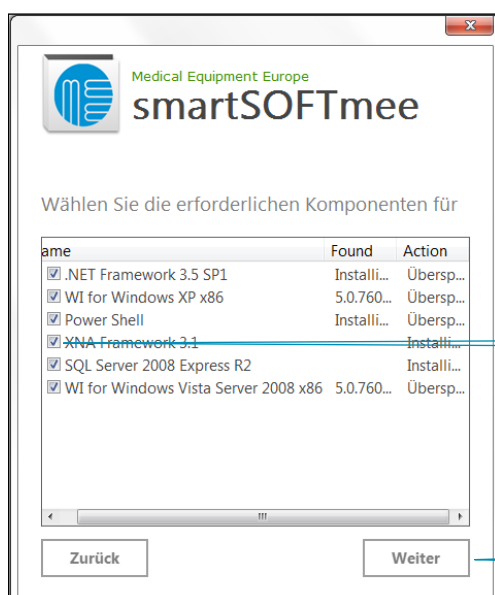 Medical Equipment Europe
smartSOFTmee
Wählen Sie die erforderlichen Komponenten für
ame Found Action
.NET Framework 3.5 SP1 Installi... Übersp...
WI for Windows XP x86 5.0.760... Übersp...
Power Shell Installi... Übersp...
XNA Framework 3.1 Installi...
SQL Server 2008 Express R2 Installi...
WI for Windows Vista Server 2008 x86 5.0.760... Übersp...
Zurück Weiter